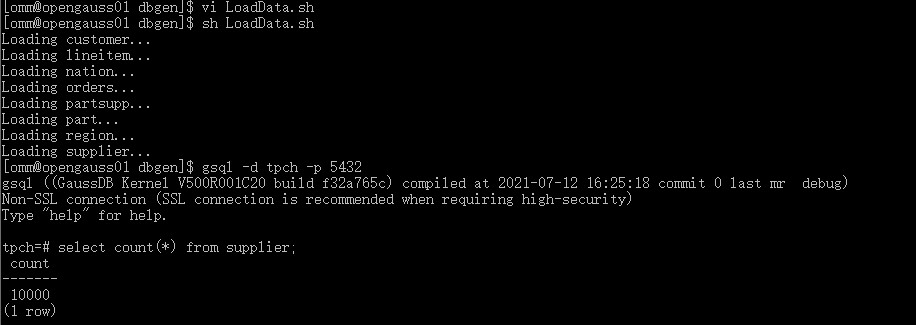 [omm@opengauss01 dbgen]$ vi LoadData.sh
[omm@opengauss01 dbgen]$ sh LoadData.sh
Loading customer...
Loading lineitem...
Loading nation...
Loading orders...
Loading partsupp...
Loading part...
Loading region...
Loading supplier...
[omm@opengauss01 dbgen]$ gsql -d tpch -p 5432
gsql ((GaussDB Kernel V500R001C20 build f32a765c) compiled at 2021-07-12 16:25:18 commit 0 last mr  debug)
Non-SSL connection (SSL connection is recommended when requiring high-security)
Type "help" for help.
tpch=# select count(*) from supplier;
 count
-------
 10000
(1 row)